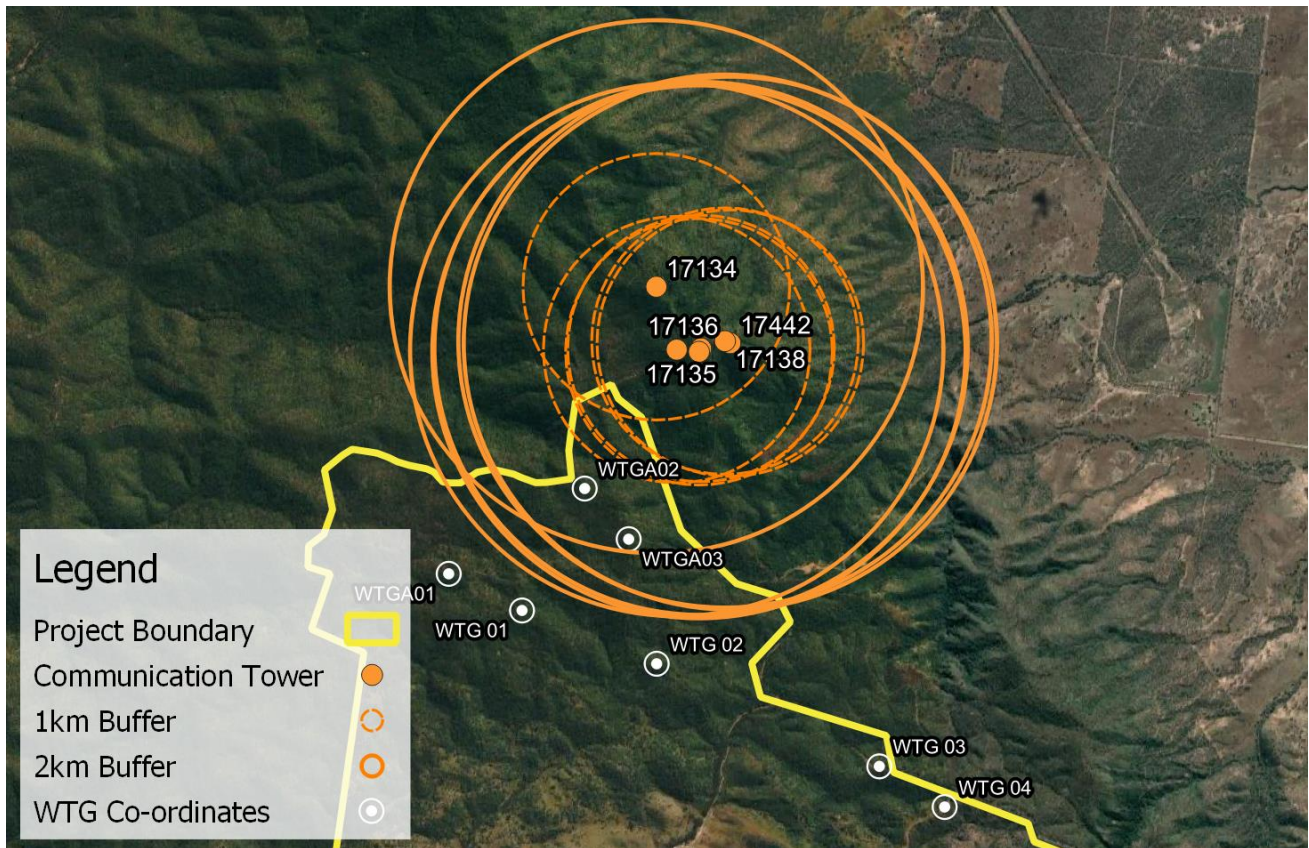 17134
17136
17442
17135
17138
WTGA02
WTGA03
WTGA01
WTG 01
WTG 02
WTG 03
WTG 04
Legend
Project Boundary
Communication Tower
1km Buffer
2km Buffer
WTG Co-ordinates